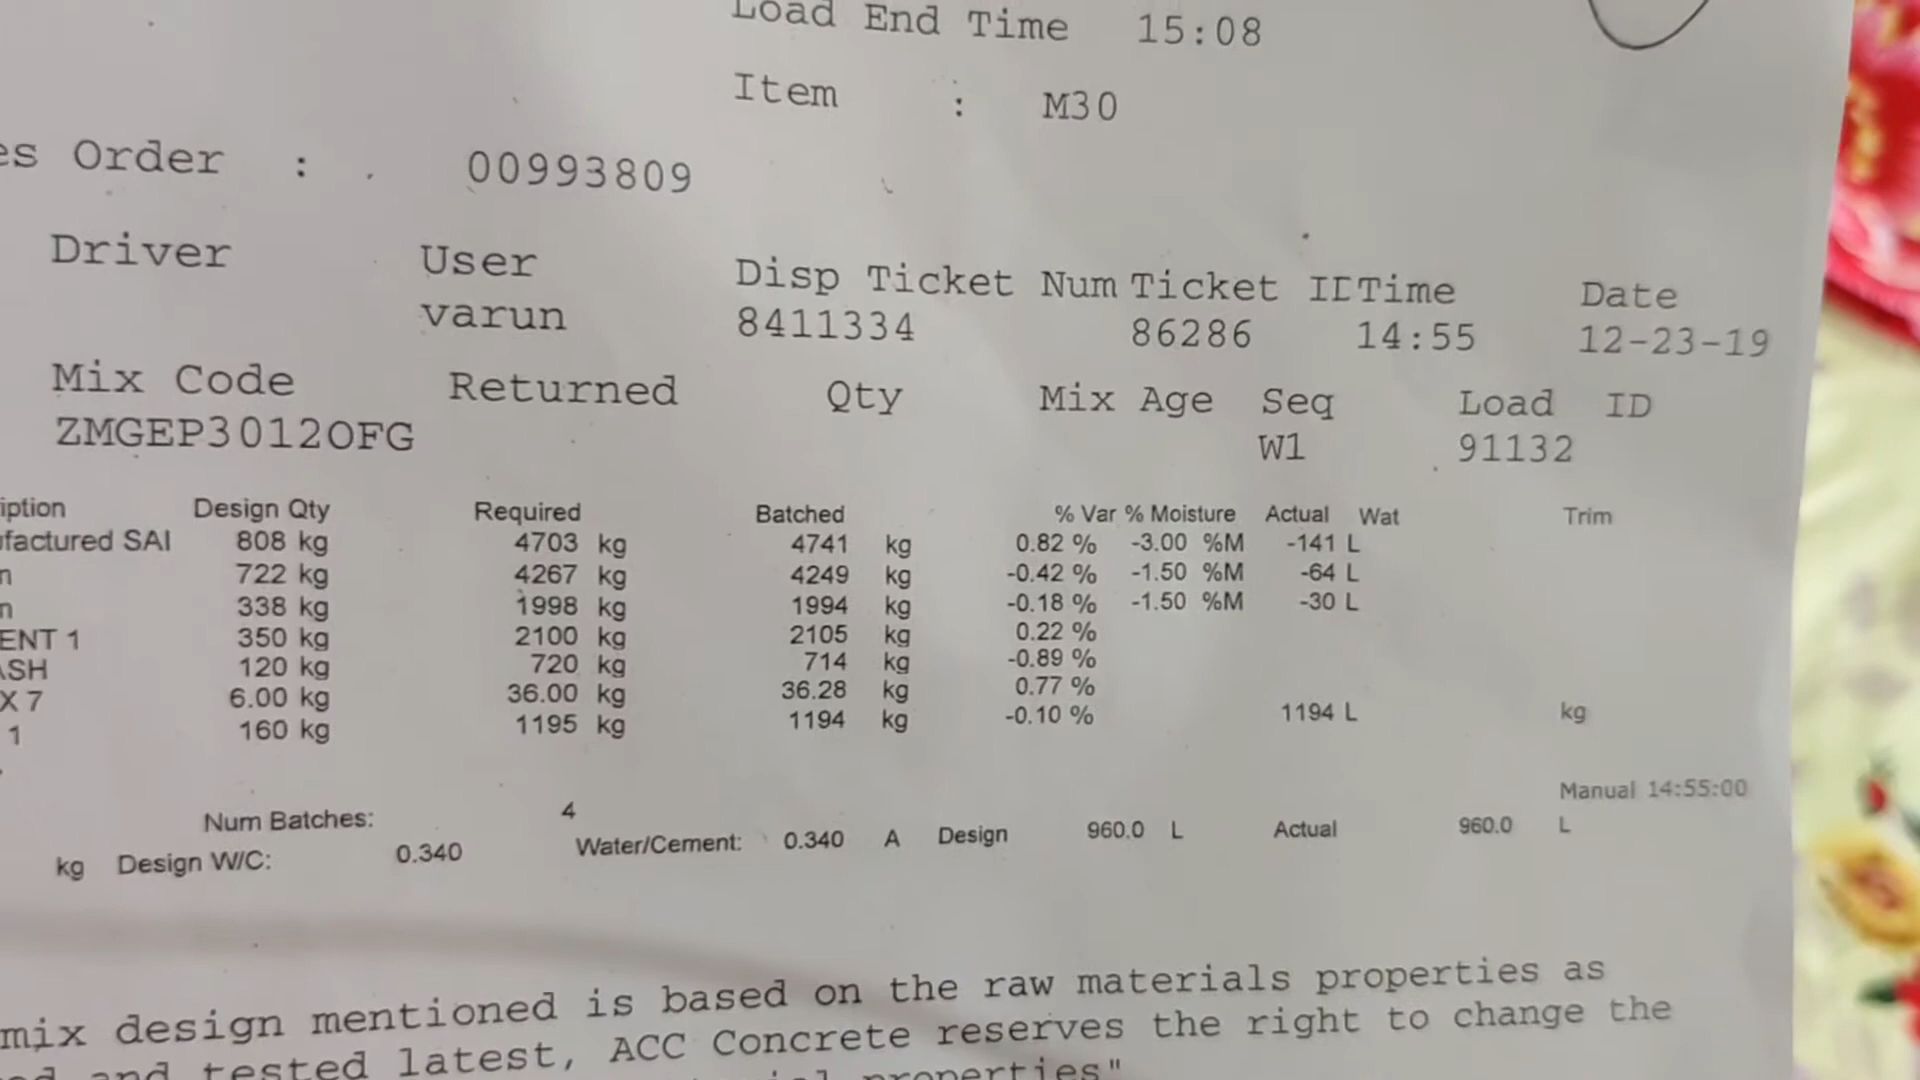 Load End Time 15:08
Item : M30
es Order : 00993809
Driver User Disp Ticket Num Ticket ID Time Date
varun 8411334 86286 14:55 12-23-19
Mix Code Returned Qty Mix Age Seq Load ID
ZMGEP30120FG W1 91132
iption Design Qty Required Batched % Var % Moisture Actual Wat Trim
factured SAI 808 kg 4703 kg 4741 kg 0.82 % -3.00 %M -141 L
n 722 kg 4267 kg 4249 kg -0.42 % -1.50 %M -64 L
n 338 kg 1998 kg 1994 kg -0.18 % -1.50 %M -30 L
ENT 1 350 kg 2100 kg 2105 kg 0.22 %
ASH 120 kg 720 kg 714 kg -0.89 %
X 7 6.00 kg 36.00 kg 36.28 kg 0.77 %
1 160 kg 1195 kg 1194 kg -0.10 % 1194 L kg
Manual 14:55:00
Num Batches: 4
kg Design W/C: 0.340 Water/Cement: 0.340 A Design 960.0 L Actual 960.0 L
mix design mentioned is based on the raw materials properties as
and tested latest, ACC Concrete reserves the right to change the
properties"